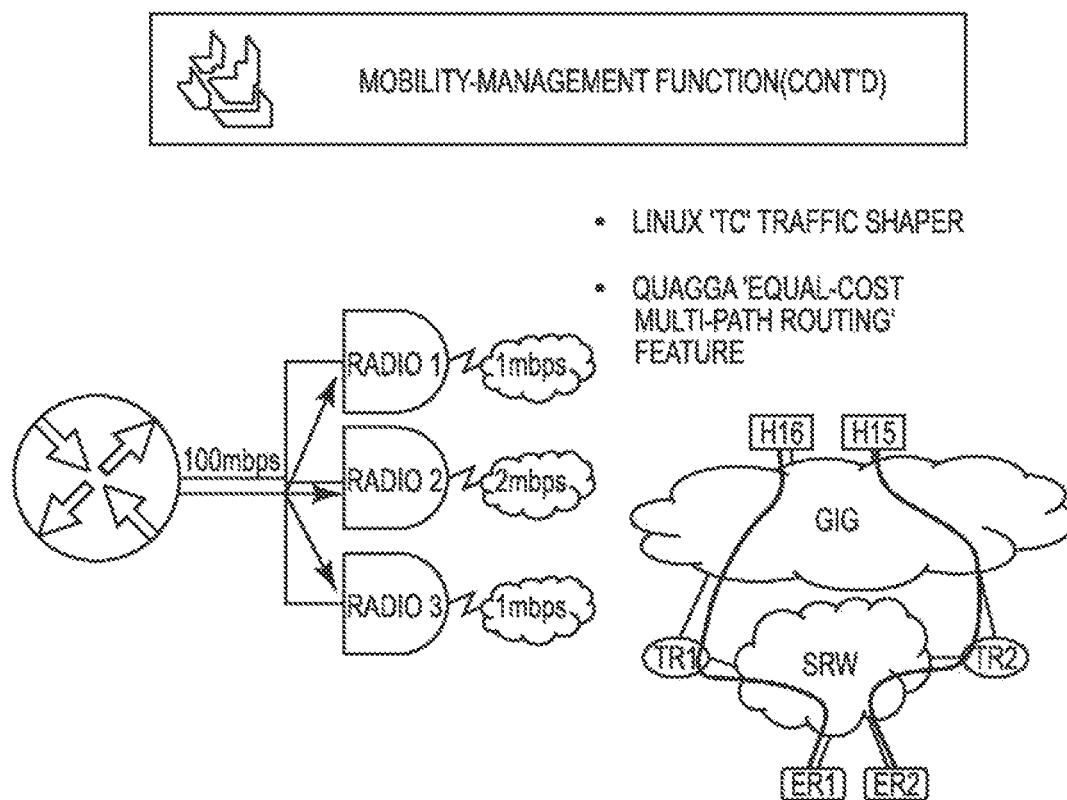 MOBILITY-MANAGEMENT FUNCTION(CONT'D)
• LINUX 'TC' TRAFFIC SHAPER
• QUAGGA 'EQUAL-COST
MULTI-PATH ROUTING'
FEATURE
RADIO 1
1mbps
100mbps
RADIO 2
2mbps
RADIO 3
1mbps
H16
H15
GIG
TR1
SRW
TR2
ER1
ER2